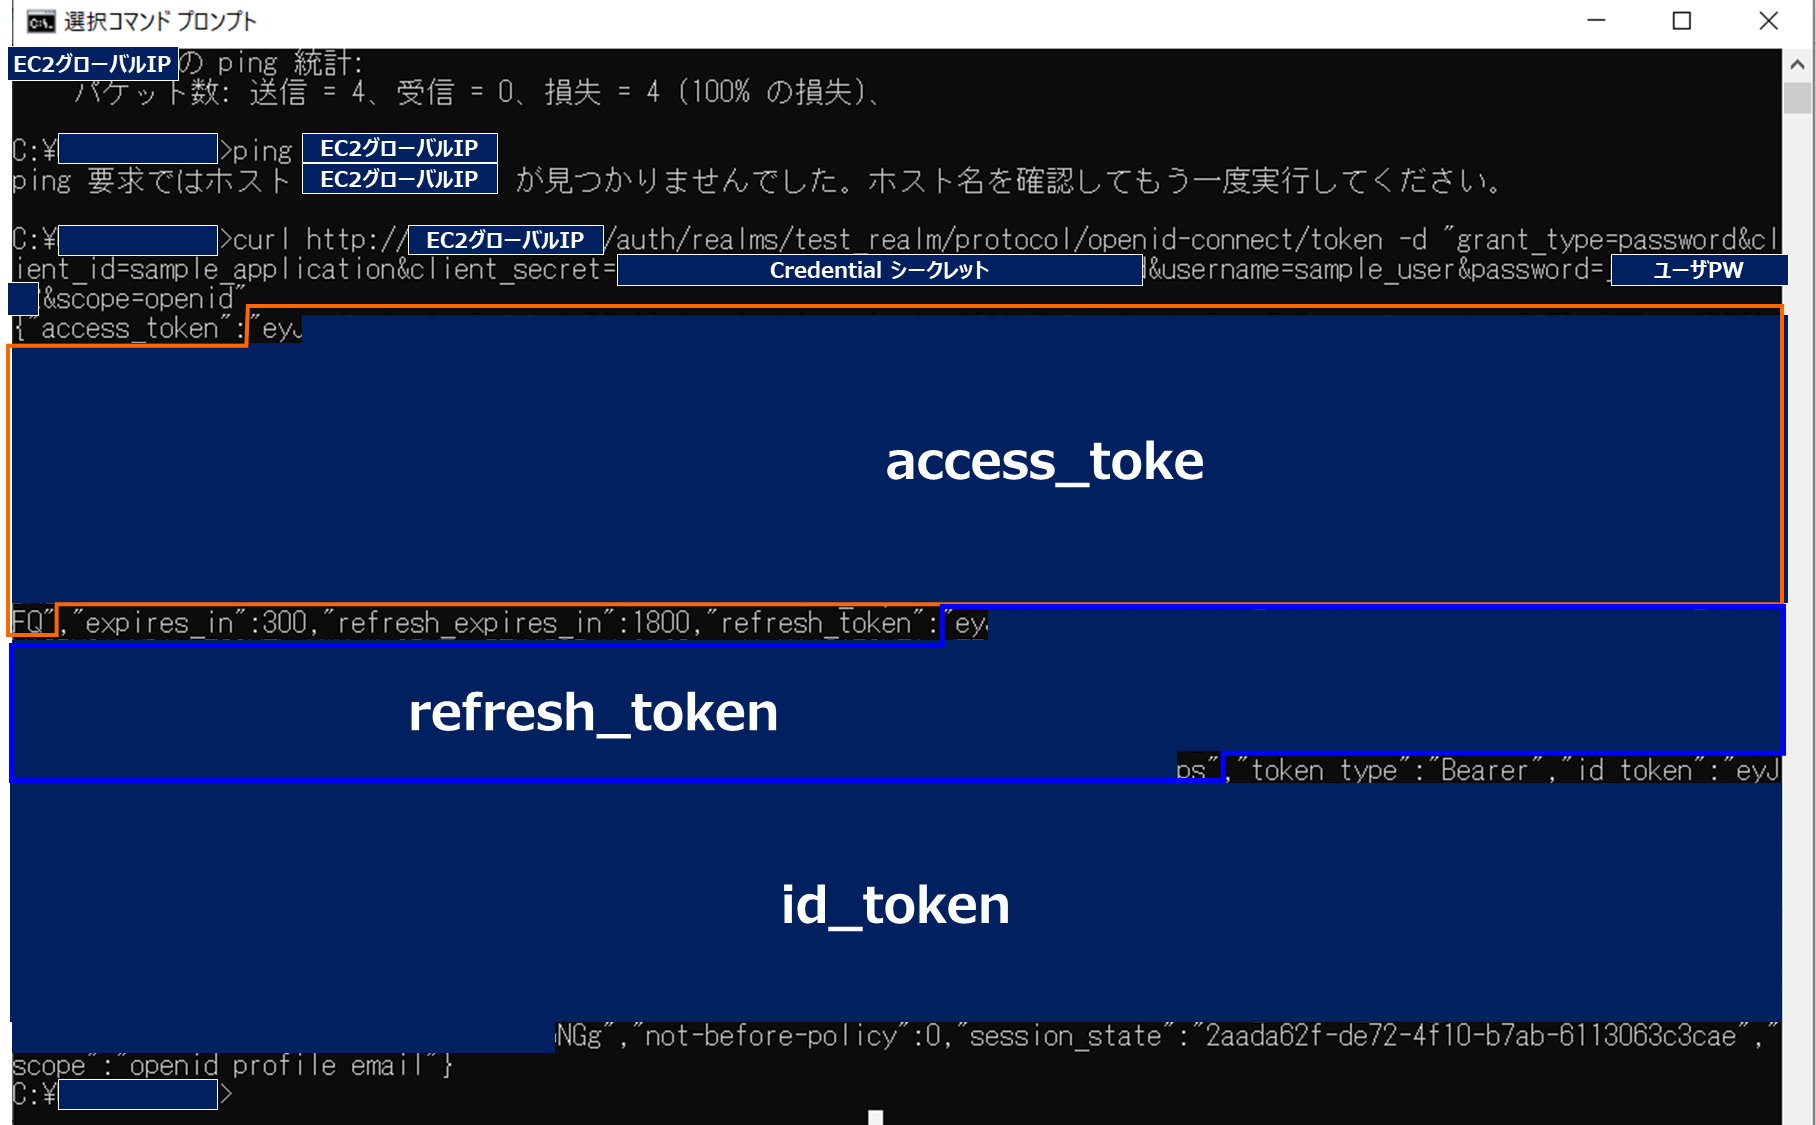 選択コマンド プロンプト
EC2グローバルIP の ping 統計:
パケット数: 送信 = 4、受信 = 0、損失 = 4 (100% の損失)、
C:¥ >ping EC2グローバルIP
ping 要求ではホスト EC2グローバルIP が見つかりませんでした。ホスト名を確認してもう一度実行してください。
C:¥ >curl http://EC2グローバルIP/auth/realms/test_realm/protocol/openid-connect/token -d "grant_type=password&cl
ient_id=sample_application&client_secret= Credential シークレット &username=sample_user&password= ユーザPW
&scope=openid"
{"access_token":"eyJ
access_toke
FQ","expires_in":300,"refresh_expires_in":1800,"refresh_token":"ey
refresh_token
ps","token_type":"Bearer","id_token":"eyJ
id_token
NGg","not-before-policy":0,"session_state":"2aada62f-de72-4f10-b7ab-6113063c3cae","
scope":"openid profile email"}
C:¥ >